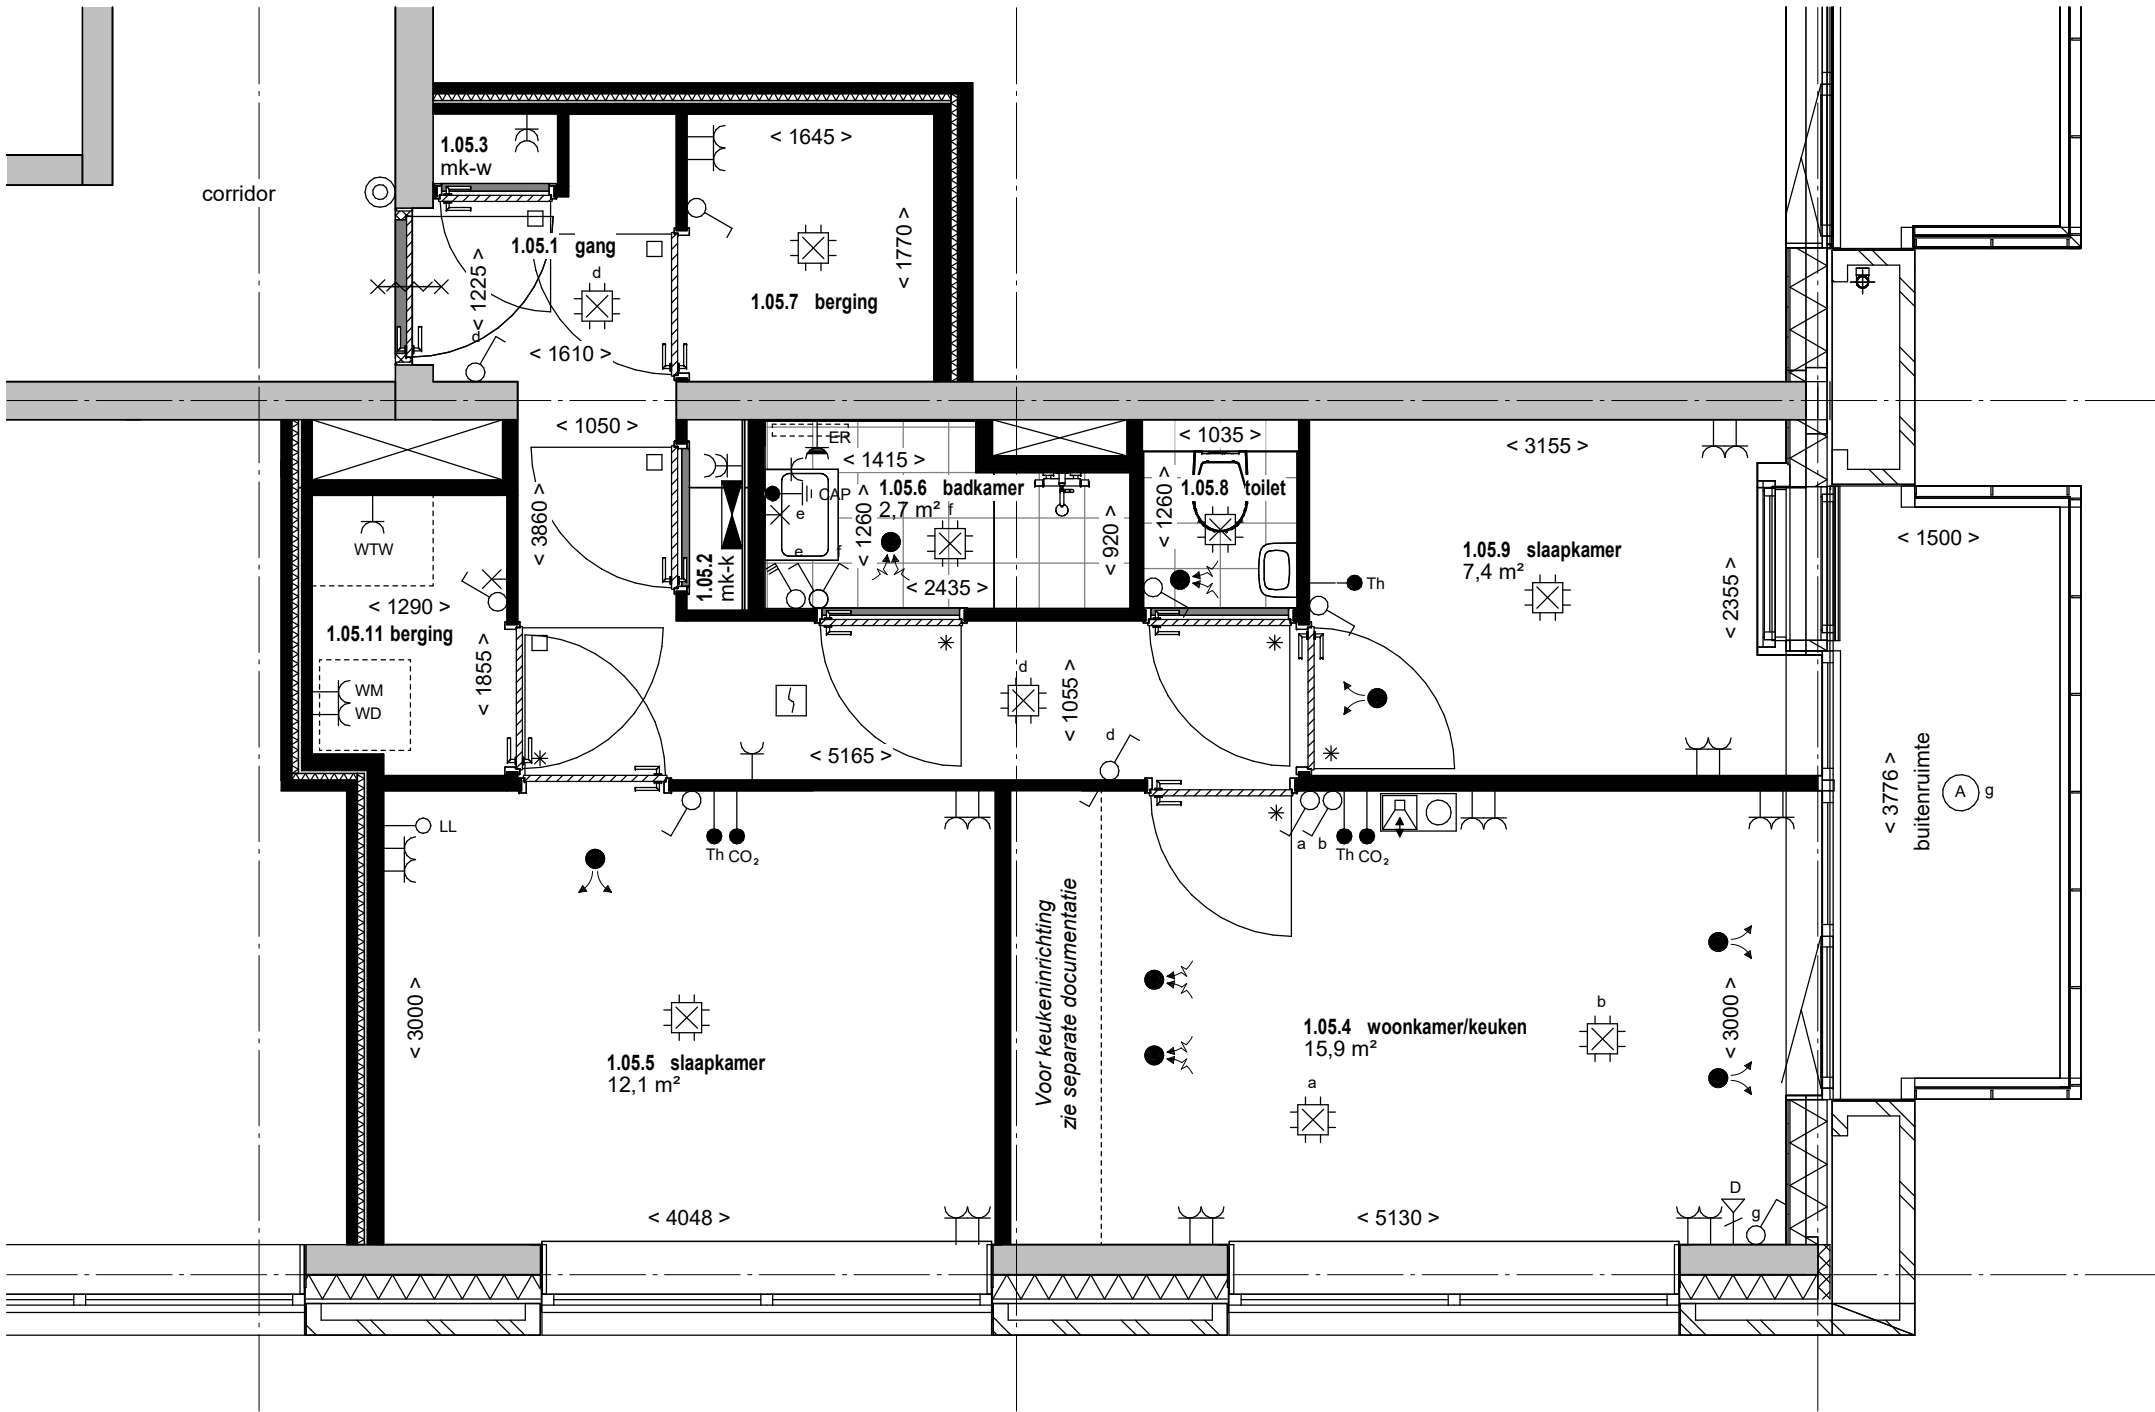 corridor
1.05.3
mk-w
< 1645 >
1.05.1 gang
< 1225 >
d
d
< 1610 >
< 1770 >
1.05.7 berging
< 1050 >
< 3860 >
1.05.2
mk-k
ER
< 1415 >
CAP
e
e
f
1.05.6 badkamer
2,7 m²
f
< 1260 >
< 2435 >
< 920 >
< 1035 >
< 1260 >
1.05.8 toilet
< 3155 >
1.05.9 slaapkamer
7,4 m²
Th
< 2355 >
< 1500 >
WTW
< 1290 >
1.05.11 berging
< 1855 >
WM
WD
d
< 1055 >
< 5165 >
d
< 3776 >
buitenruimte
A
g
LL
Th CO₂
a b Th CO₂
< 3000 >
1.05.5 slaapkamer
12,1 m²
< 4048 >
Voor keukeninrichting
zie separate documentatie
1.05.4 woonkamer/keuken
15,9 m²
b
a
< 3000 >
< 5130 >
D
g